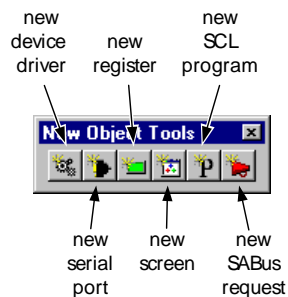 new
device
driver
new
register
new
SCL
program
New Object Tools
P
new
serial
port
new
screen
new
SABus
request